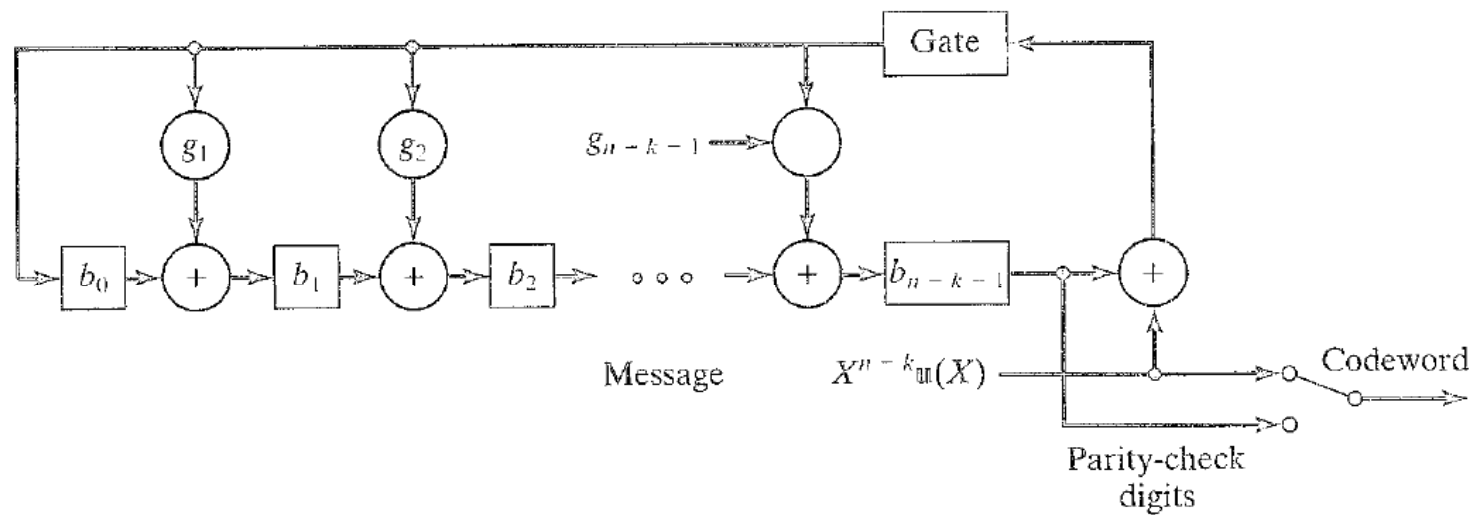 Gate
g₁
g₂
gₙ₋ₖ₋₁
b₀
+
b₁
+
b₂
+
bₙ₋ₖ₋₁
+
Message
Xⁿ⁻ᵏ𝕦(X)
Codeword
Parity-check
digits